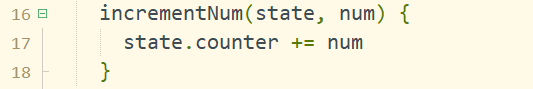 16 incrementNum(state, num) {
17 state.counter += num
18 }